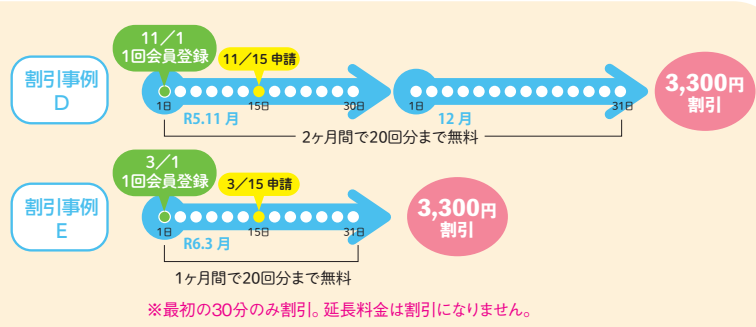 11／1
1回会員登録
11／15 申請
割引事例
D
1日
15日
30日
1日
31日
R5.11 月
12 月
3,300円
割引
2ヶ月間で20回分まで無料
3／1
1回会員登録
3／15 申請
割引事例
E
1日
15日
31日
R6.3 月
3,300円
割引
1ヶ月間で20回分まで無料
※最初の30分のみ割引。延長料金は割引になりません。